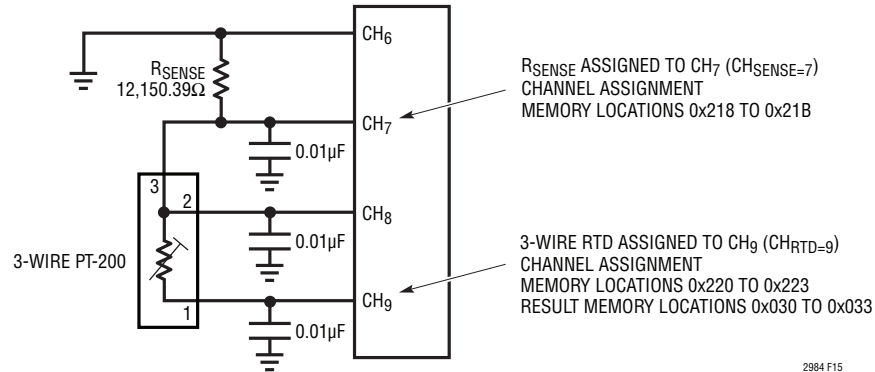 CH6
RSENSE
12,150.39Ω
CH7
0.01µF
RSENSE ASSIGNED TO CH7 (CHSENSE=7)
CHANNEL ASSIGNMENT
MEMORY LOCATIONS 0x218 TO 0x21B
3
2
CH8
0.01µF
3-WIRE PT-200
1
CH9
0.01µF
3-WIRE RTD ASSIGNED TO CH9 (CHRTD=9)
CHANNEL ASSIGNMENT
MEMORY LOCATIONS 0x220 TO 0x223
RESULT MEMORY LOCATIONS 0x030 TO 0x033
2984 F15